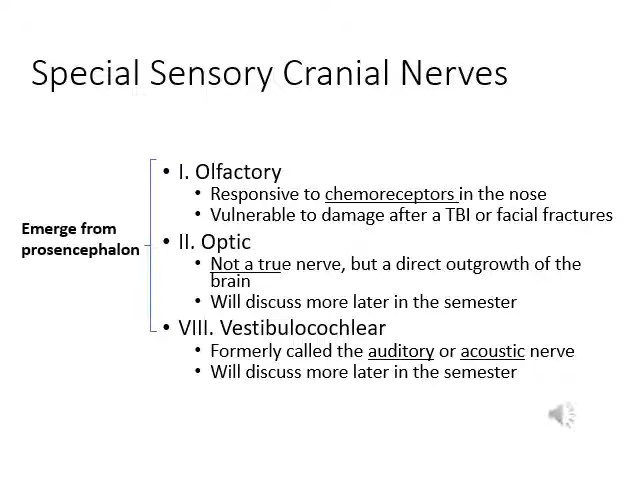 Special Sensory Cranial Nerves
Emerge from
prosencephalon
• I. Olfactory
• Responsive to chemoreceptors in the nose
• Vulnerable to damage after a TBI or facial fractures
• II. Optic
• Not a true nerve, but a direct outgrowth of the
brain
• Will discuss more later in the semester
• VIII. Vestibulocochlear
• Formerly called the auditory or acoustic nerve
• Will discuss more later in the semester